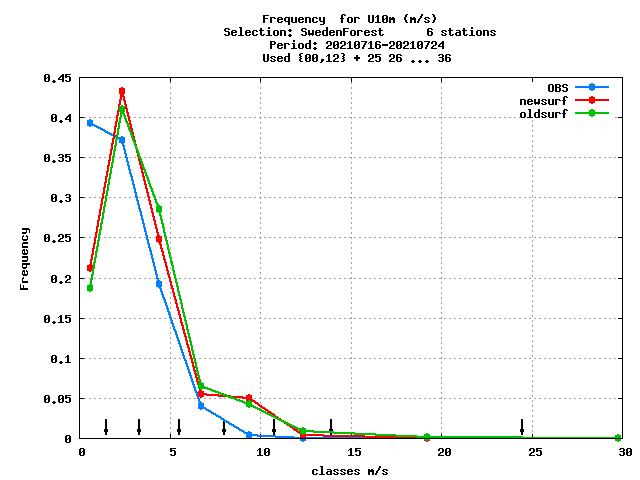 Frequency  for U10m (m/s)
Selection: SwedenForest      6 stations
Period: 20210716-20210724
Used {00,12} + 25 26 ... 36
OBS
newsurf
oldsurf
0.45
0.4
0.35
0.3
0.25
0.2
0.15
0.1
0.05
0
Frequency
0 5 10 15 20 25 30
classes m/s